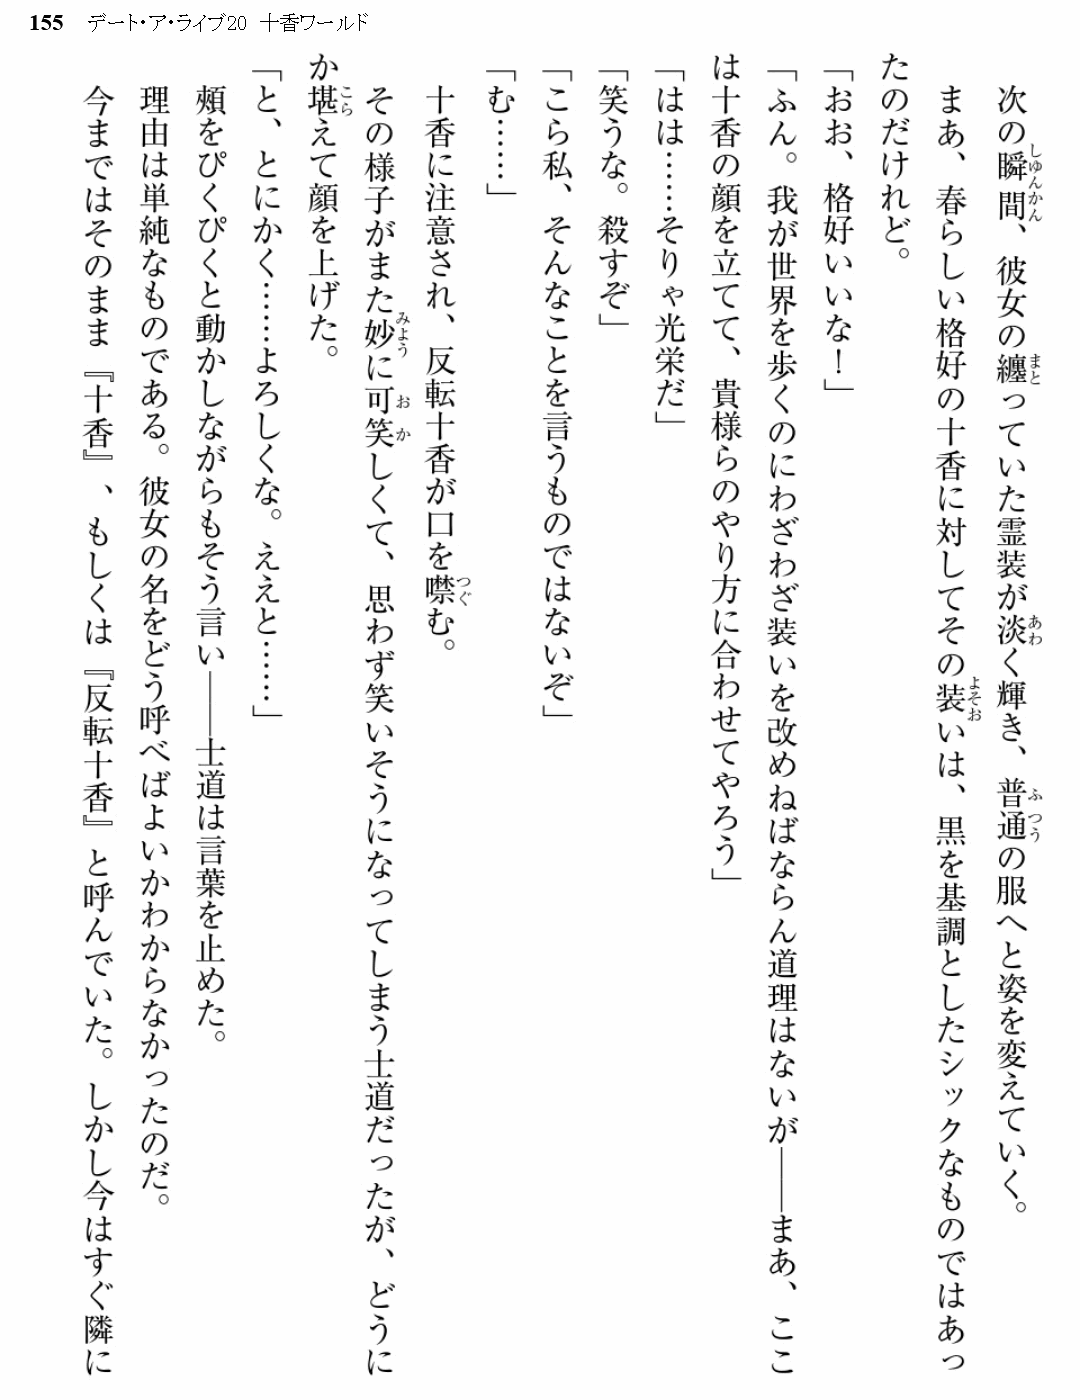 155 デート・ア・ライブ20 十香ワールド
次の瞬間、彼女の纏っていた霊装が淡く輝き、普通の服へと姿を変えていく。
まあ、春らしい格好の十香に対してその装いは、黒を基調としたシックなものではあっ
たのだけれど。
「おお、格好いいな！」
「ふん。我が世界を歩くのにわざわざ装いを改めねばならん道理はないが――まあ、ここ
は十香の顔を立てて、貴様らのやり方に合わせてやろう」
「はは……そりゃ光栄だ」
「笑うな。殺すぞ」
「こら私、そんなことを言うものではないぞ」
「む……」
十香に注意され、反転十香が口を噤む。
その様子がまた妙に可笑しくて、思わず笑いそうになってしまう士道だったが、どうに
か堪えて顔を上げた。
「と、とにかく……よろしくな。ええと……」
頰をぴくぴくと動かしながらもそう言い――士道は言葉を止めた。
理由は単純なものである。彼女の名をどう呼べばよいかわからなかったのだ。
今まではそのまま『十香』、もしくは『反転十香』と呼んでいた。しかし今はすぐ隣に